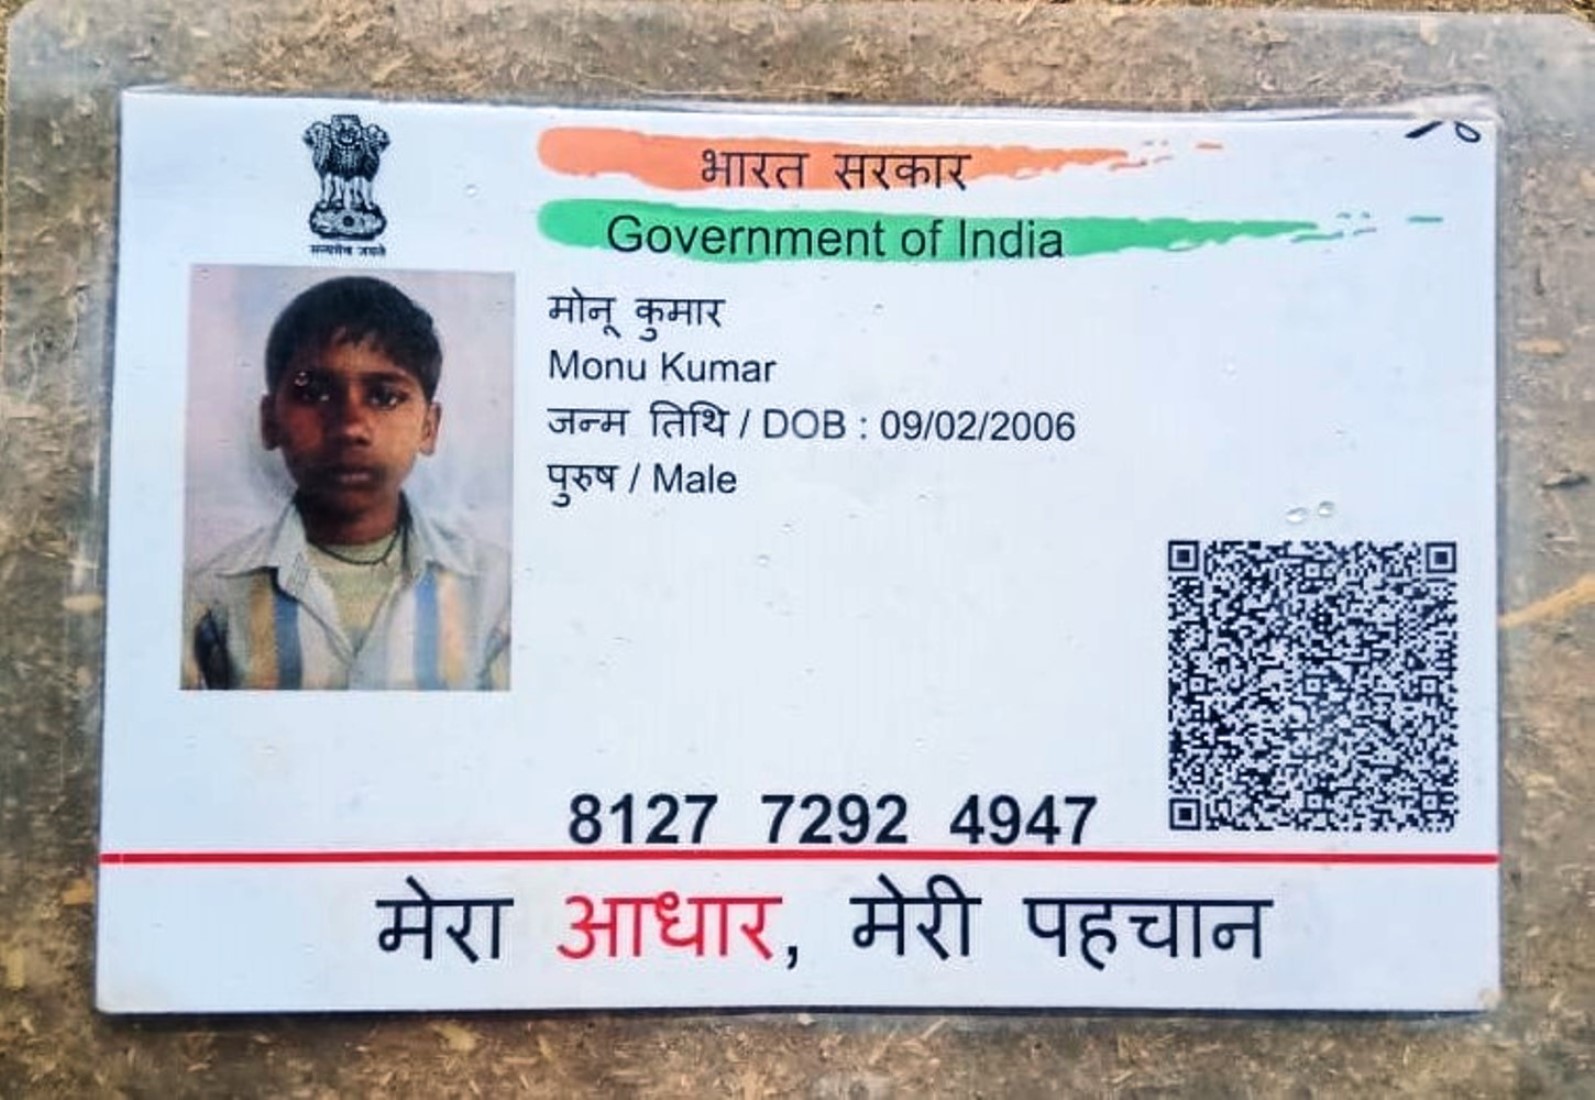 सत्यमेव जयते
भारत सरकार
Government of India
मोनू कुमार
Monu Kumar
जन्म तिथि / DOB : 09/02/2006
पुरुष / Male
8127 7292 4947
मेरा आधार, मेरी पहचान